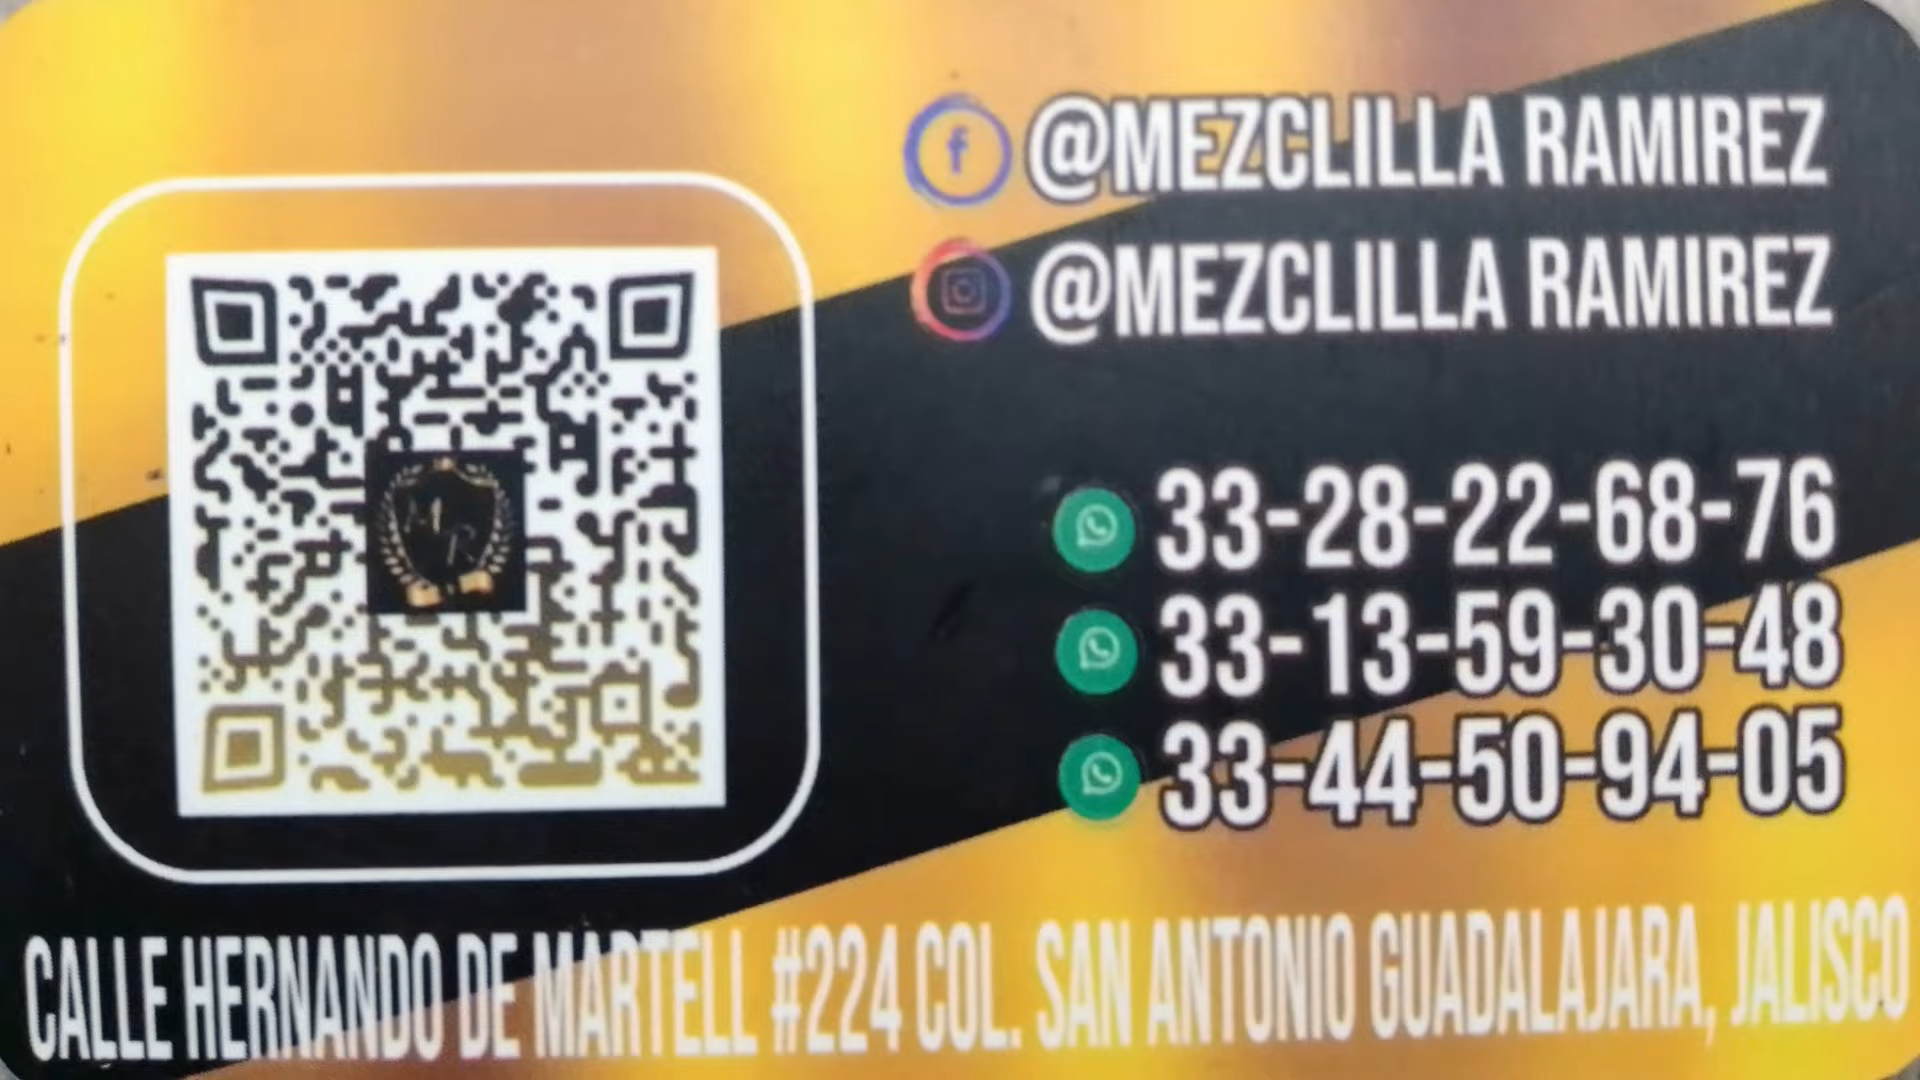 @MEZCLILLA RAMIREZ
@MEZCLILLA RAMIREZ
33-28-22-68-76
33-13-59-30-48
33-44-50-94-05
MR
CALLE HERNANDO DE MARTELL #224 COL. SAN ANTONIO GUADALAJARA, JALISCO